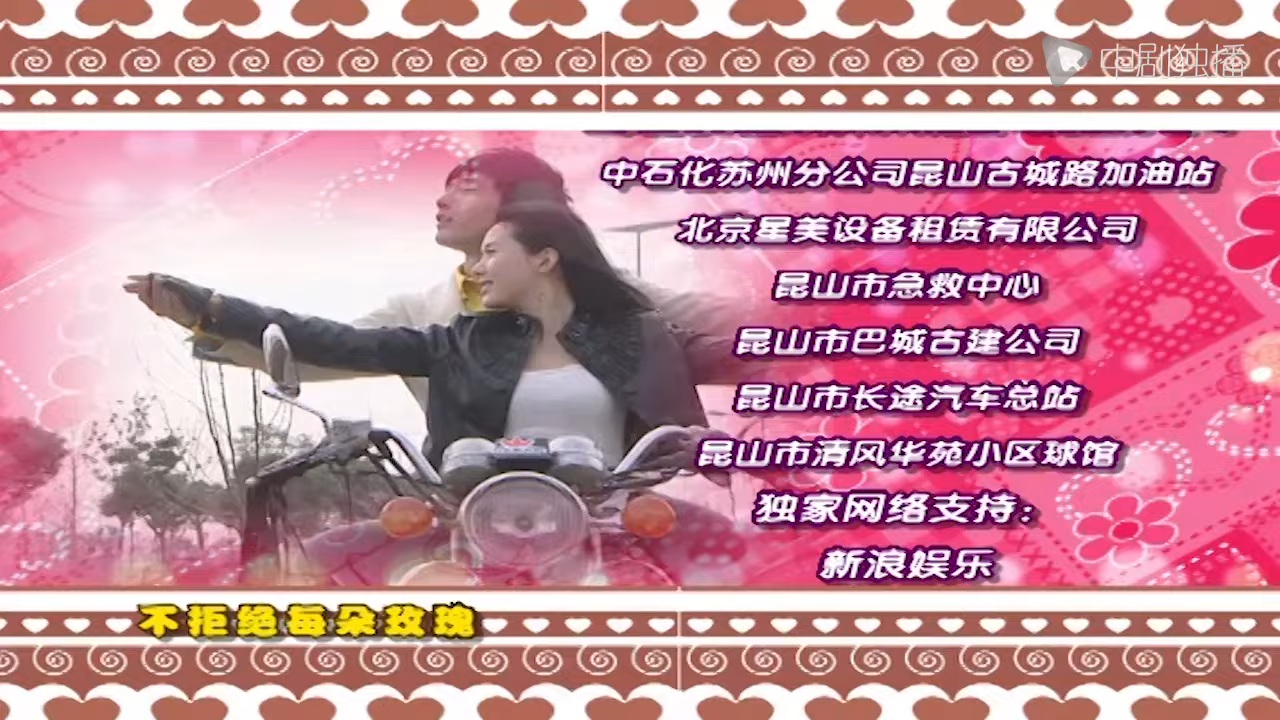 中剧独播
中石化苏州分公司昆山古城路加油站
北京星美设备租赁有限公司
昆山市急救中心
昆山市巴城古建公司
昆山市长途汽车总站
昆山市清风华苑小区球馆
独家网络支持:
新浪娱乐
不拒绝每朵玫瑰